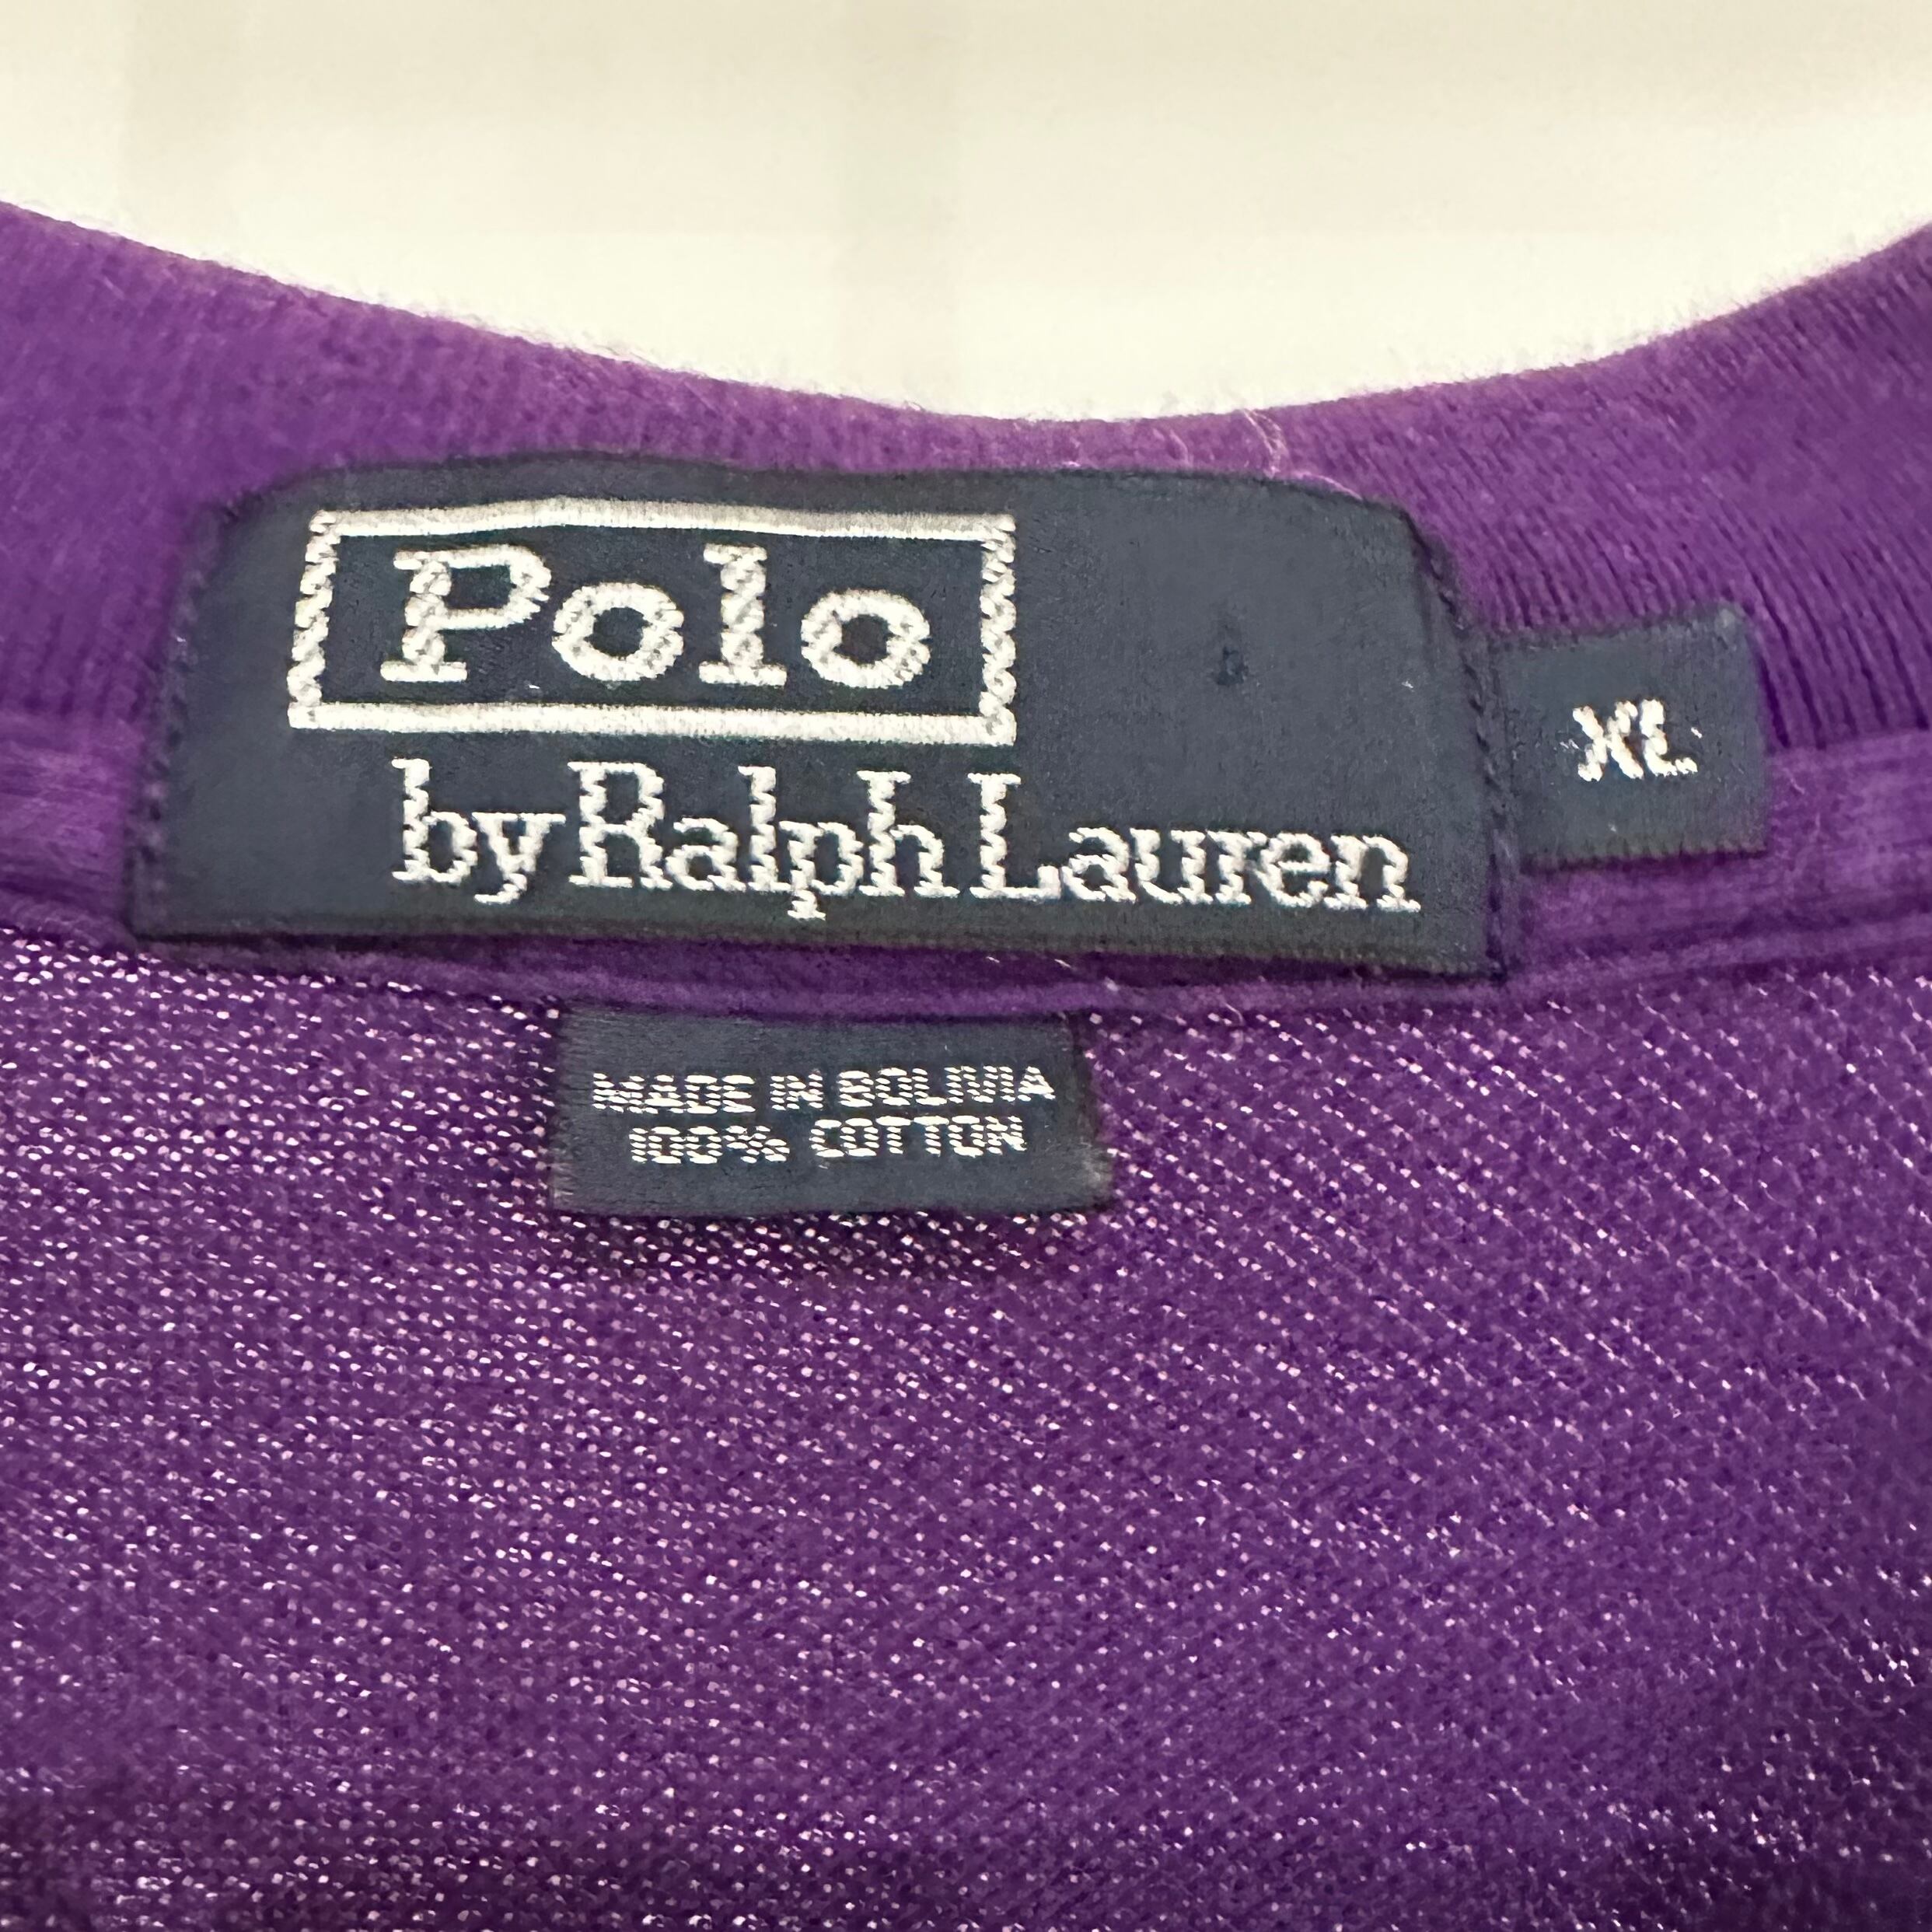 Polo
by Ralph Lauren
XL
MADE IN BOLIVIA
100% COTTON